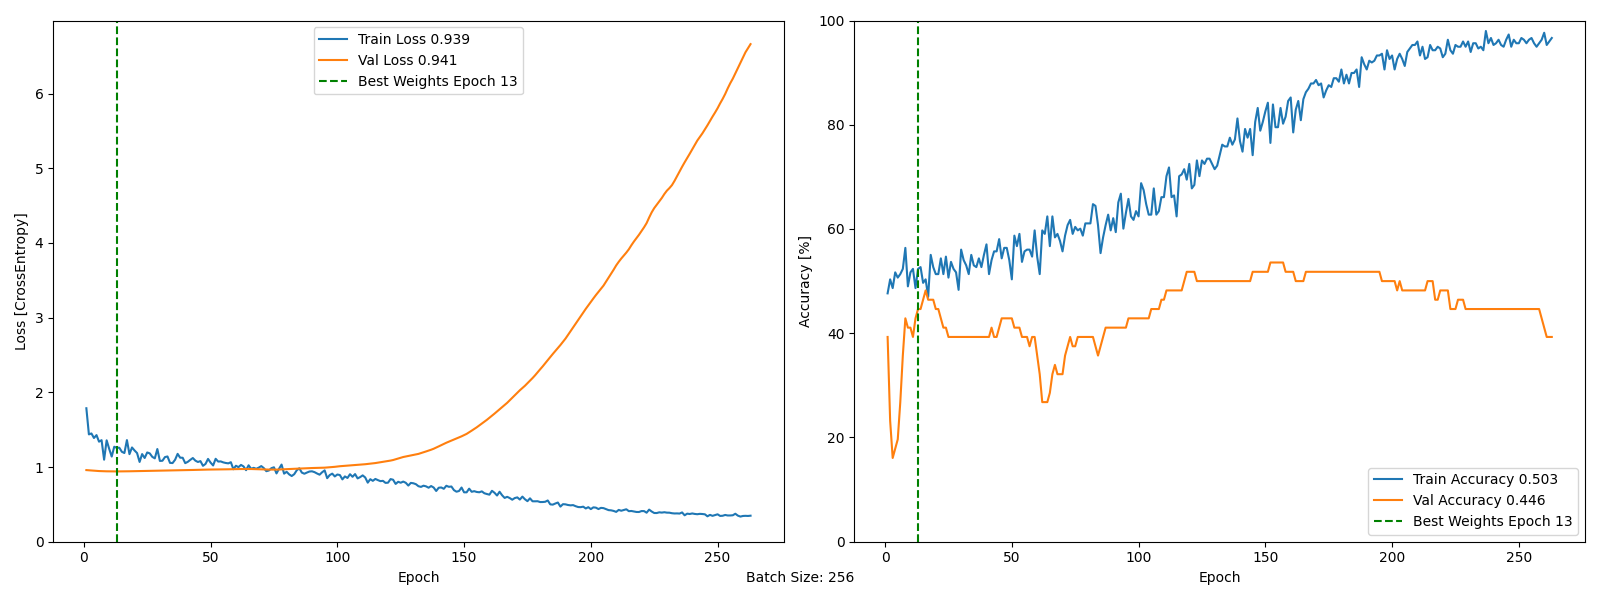 Loss [CrossEntropy]
6
5
4
3
2
1
0
0 50 100 150 200 250
Epoch
Train Loss 0.939
Val Loss 0.941
Best Weights Epoch 13
Batch Size: 256
Accuracy [%]
100
80
60
40
20
0
0 50 100 150 200 250
Epoch
Train Accuracy 0.503
Val Accuracy 0.446
Best Weights Epoch 13